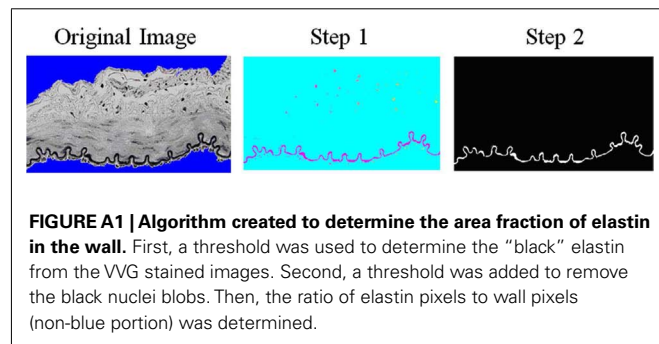 Original Image Step 1 Step 2
FIGURE A1 | Algorithm created to determine the area fraction of elastin
in the wall. First, a threshold was used to determine the “black” elastin
from the VVG stained images. Second, a threshold was added to remove
the black nuclei blobs. Then, the ratio of elastin pixels to wall pixels
(non-blue portion) was determined.